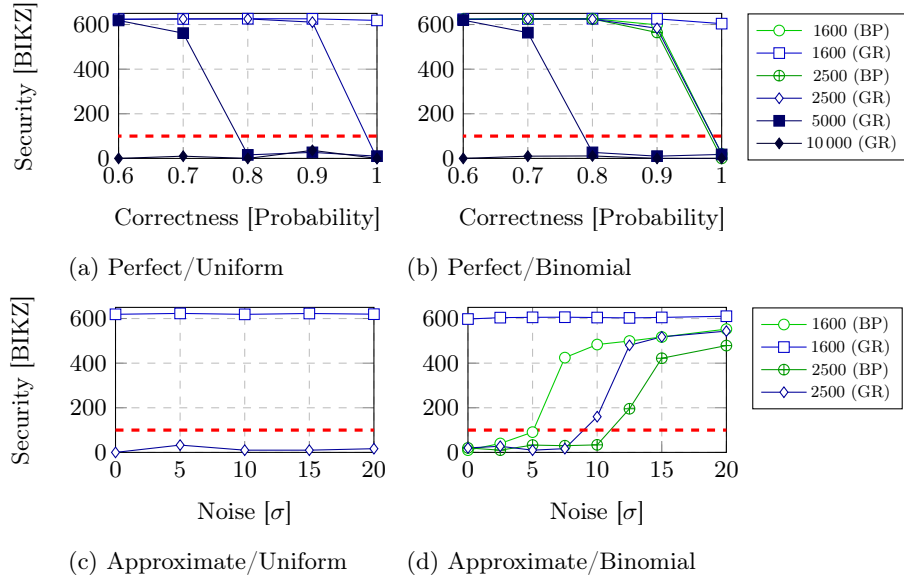 Security [BIKZ]
600
400
200
0
0.6 0.7 0.8 0.9 1
Correctness [Probability]
(a) Perfect/Uniform
600
400
200
0
0.6 0.7 0.8 0.9 1
Correctness [Probability]
(b) Perfect/Binomial
1600 (BP)
1600 (GR)
2500 (BP)
2500 (GR)
5000 (GR)
10 000 (GR)
Security [BIKZ]
600
400
200
0
0 5 10 15 20
Noise [σ]
(c) Approximate/Uniform
600
400
200
0
0 5 10 15 20
Noise [σ]
(d) Approximate/Binomial
1600 (BP)
1600 (GR)
2500 (BP)
2500 (GR)